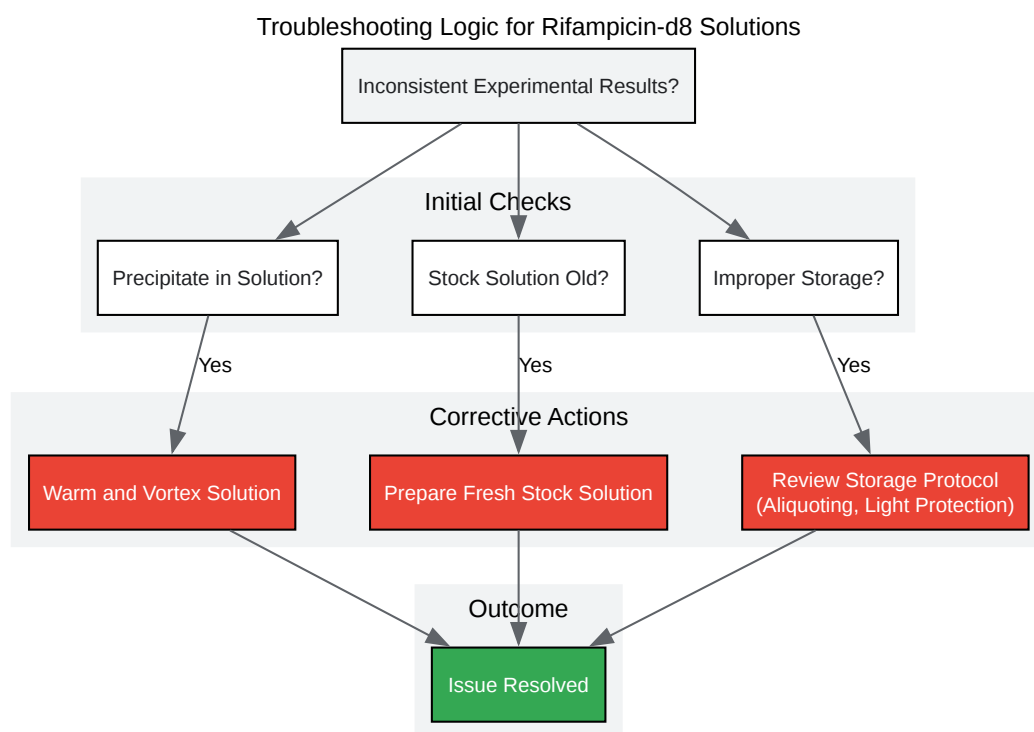 Troubleshooting Logic for Rifampicin-d8 Solutions
Inconsistent Experimental Results?
Initial Checks
Precipitate in Solution?
Stock Solution Old?
Improper Storage?
Yes
Yes
Yes
Corrective Actions
Warm and Vortex Solution
Prepare Fresh Stock Solution
Review Storage Protocol
(Aliquoting, Light Protection)
Outcome
Issue Resolved